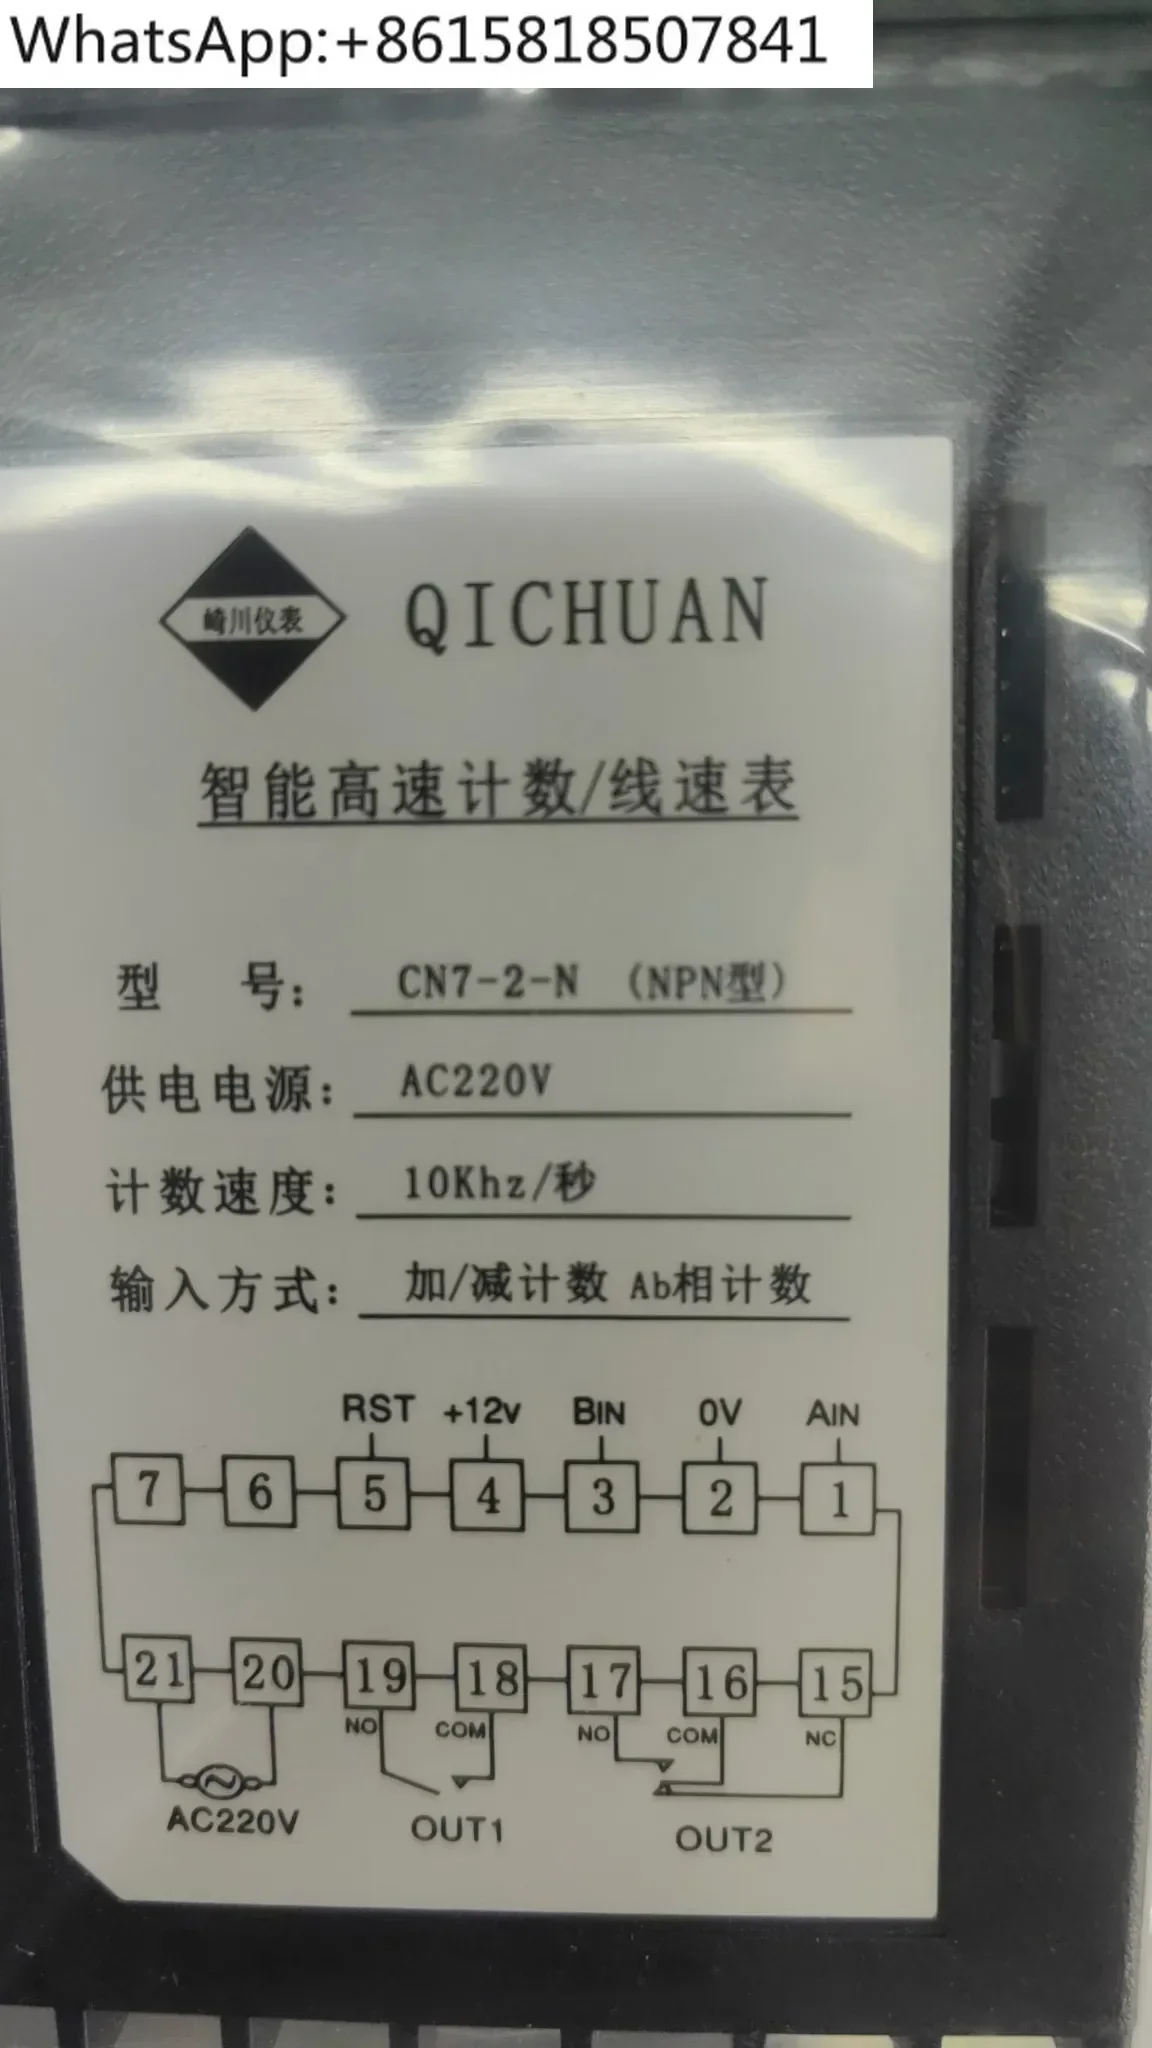 WhatsApp:+8615818507841
崎川仪表
QICHUAN
智能高速计数/线速表
型 号: CN7-2-N (NPN型)
供电电源: AC220V
计数速度: 10Khz/秒
输入方式: 加/减计数 Ab相计数
RST +12v BIN 0V AIN
7 6 5 4 3 2 1
21 20 19 18 17 16 15
NO COM NO COM NC
AC220V OUT1 OUT2